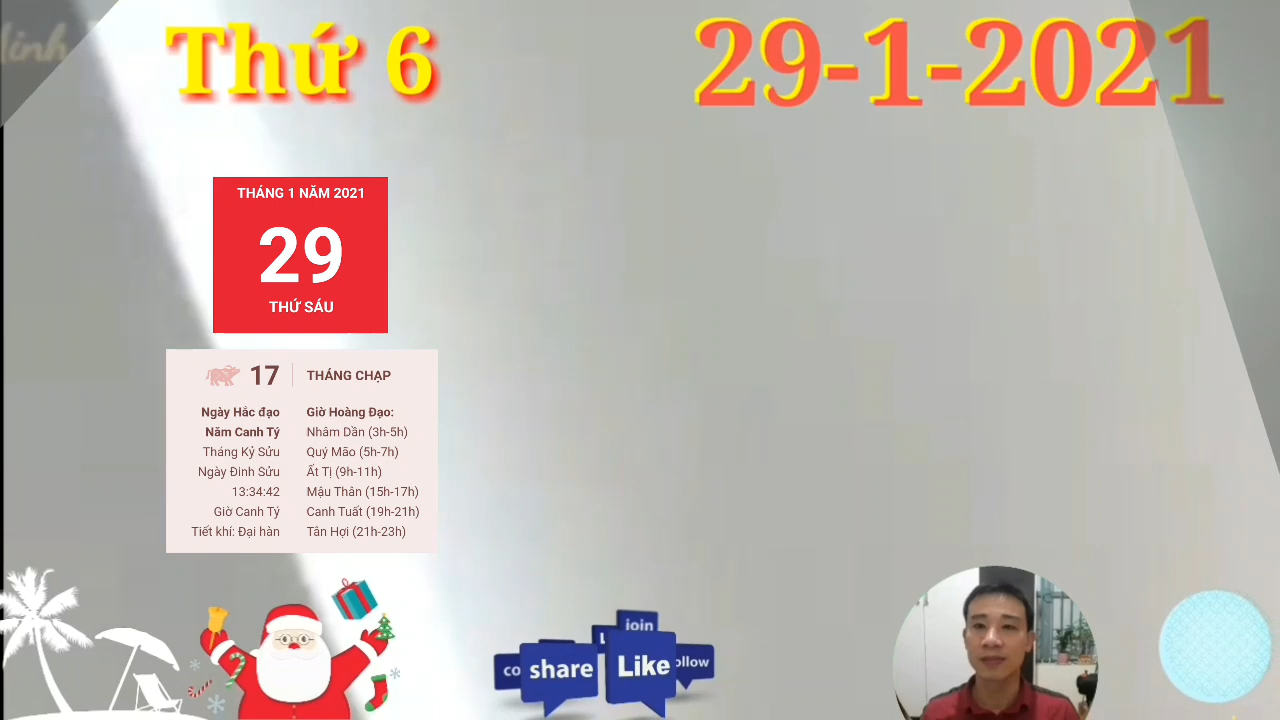 Thứ 6
29-1-2021
THÁNG 1 NĂM 2021
29
THỨ SÁU
17
THÁNG CHẠP
Ngày Hắc đạo
Năm Canh Tý
Tháng Kỷ Sửu
Ngày Đinh Sửu
13:34:42
Giờ Canh Tý
Tiết khí: Đại hàn
Giờ Hoàng Đạo:
Nhâm Dần (3h-5h)
Quý Mão (5h-7h)
Ất Tị (9h-11h)
Mậu Thân (15h-17h)
Canh Tuất (19h-21h)
Tân Hợi (21h-23h)
join
share
Like